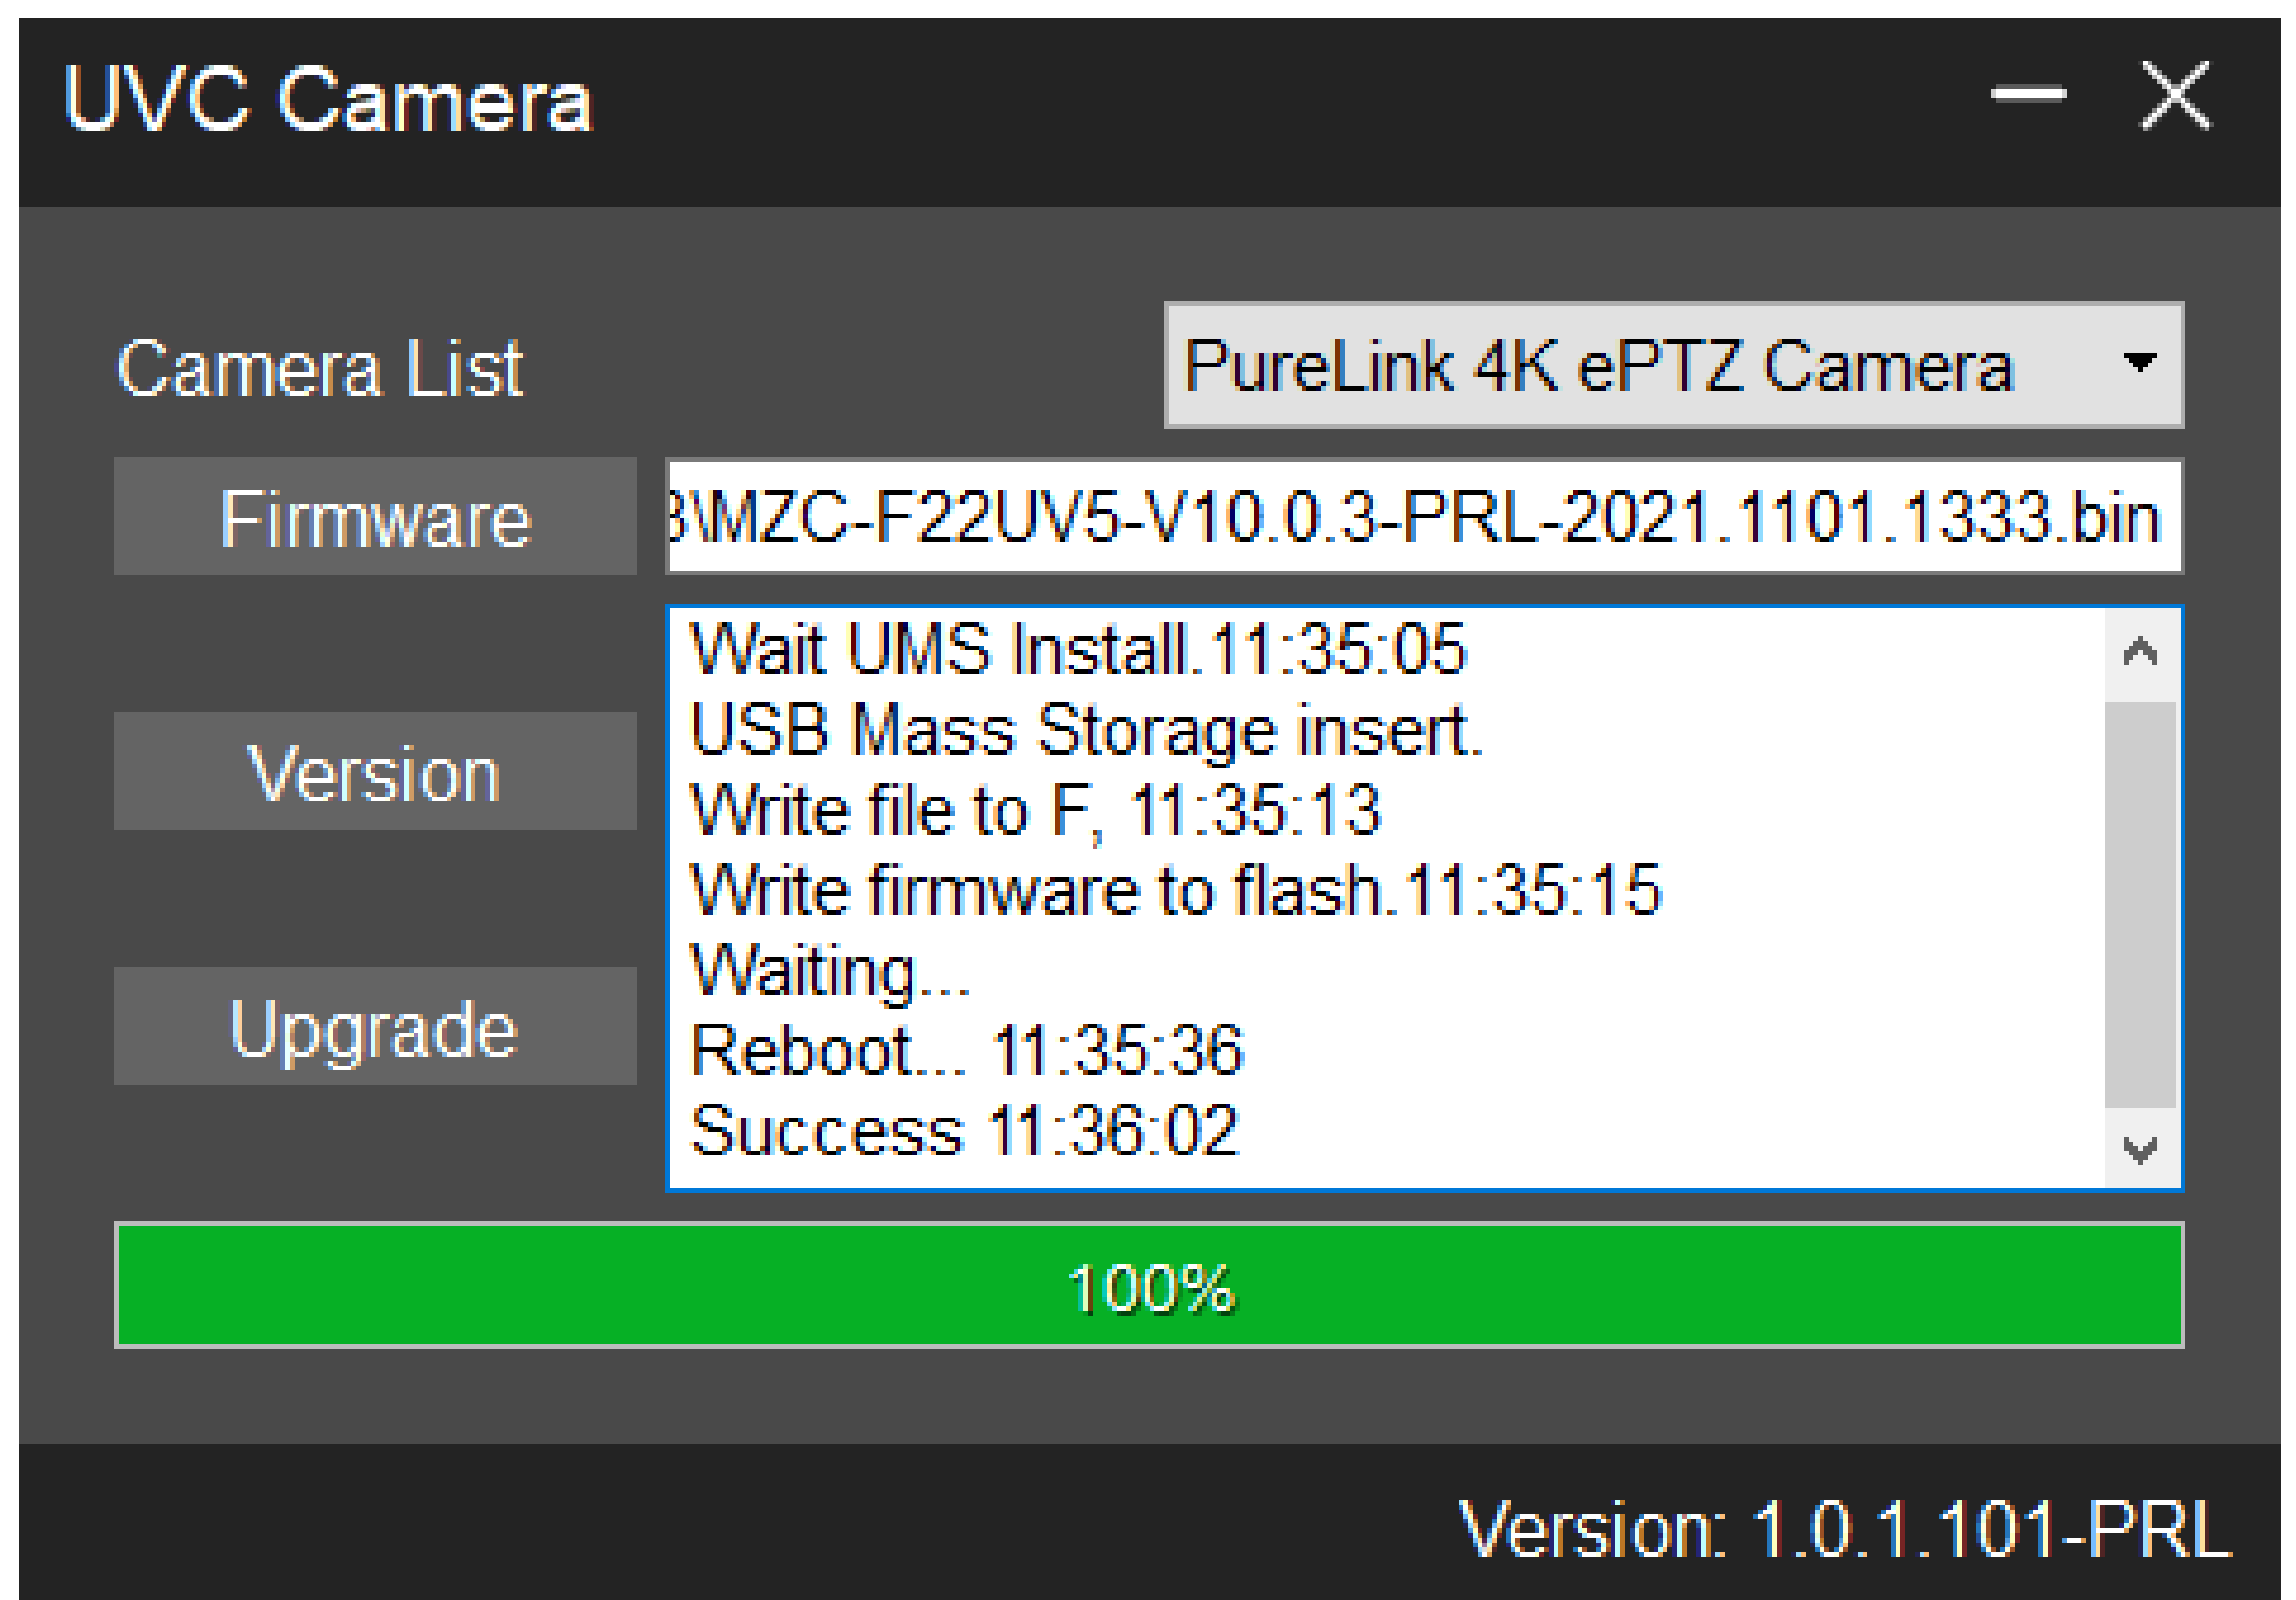 UVC Camera
Camera List
PureLink 4K ePTZ Camera
Firmware
3\MZC-F22UV5-V10.0.3-PRL-2021.1101.1333.bin
Wait UMS Install.11:35:05
USB Mass Storage insert.
Version
Write file to F, 11:35:13
Write firmware to flash.11:35:15
Waiting...
Upgrade
Reboot... 11:35:36
Success 11:36:02
100%
Version: 1.0.1.101-PRL